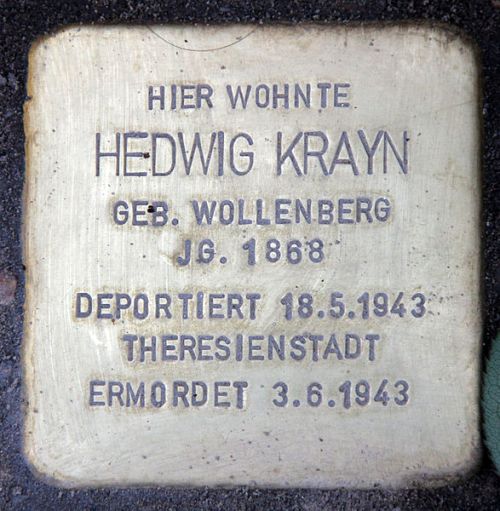 HIER WOHNTE
HEDWIG KRAYN
GEB. WOLLENBERG
JG. 1868
DEPORTIERT 18.5.1943
THERESIENSTADT
ERMORDET 3.6.1943